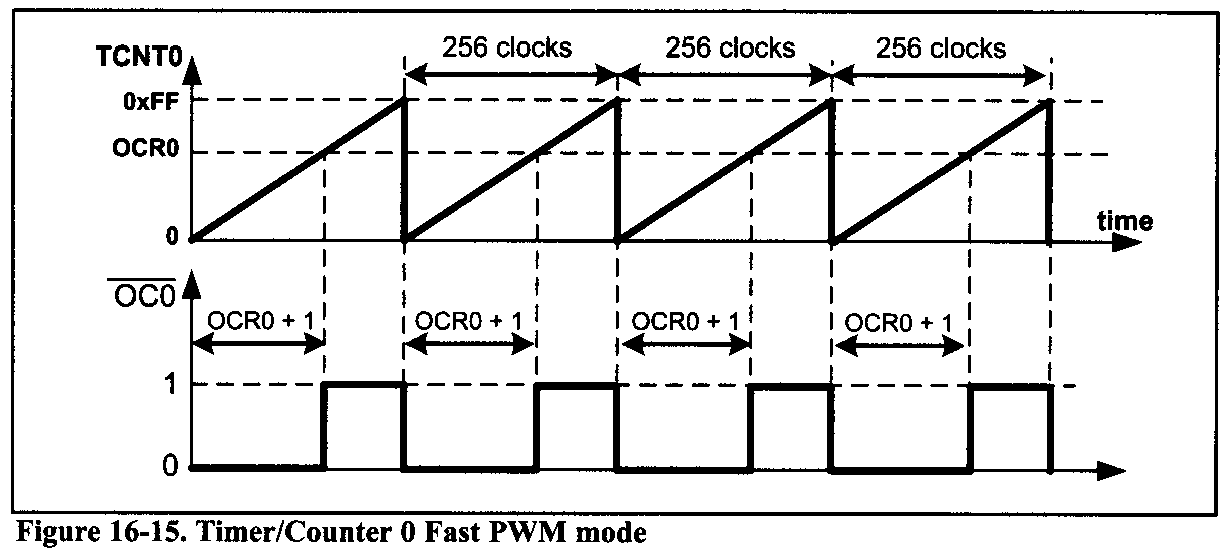 256 clocks 256 clocks 256 clocks
TCNT0
0xFF
OCR0
0
time
OC0
OCR0 + 1 OCR0 + 1 OCR0 + 1 OCR0 + 1
1
0
Figure 16-15. Timer/Counter 0 Fast PWM mode